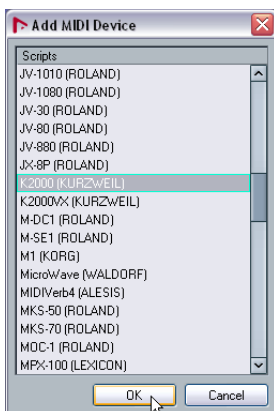 Add MIDI Device
Scripts
JV-1010 (ROLAND)
JV-1080 (ROLAND)
JV-30 (ROLAND)
JV-80 (ROLAND)
JV-880 (ROLAND)
JX-8P (ROLAND)
K2000 (KURZWEIL)
K2000VX (KURZWEIL)
M-DC1 (ROLAND)
M-SE1 (ROLAND)
M1 (KORG)
MicroWave (WALDORF)
MIDIVerb4 (ALESIS)
MKS-50 (ROLAND)
MKS-70 (ROLAND)
MOC-1 (ROLAND)
MPX-100 (LEXICON)
OK Cancel